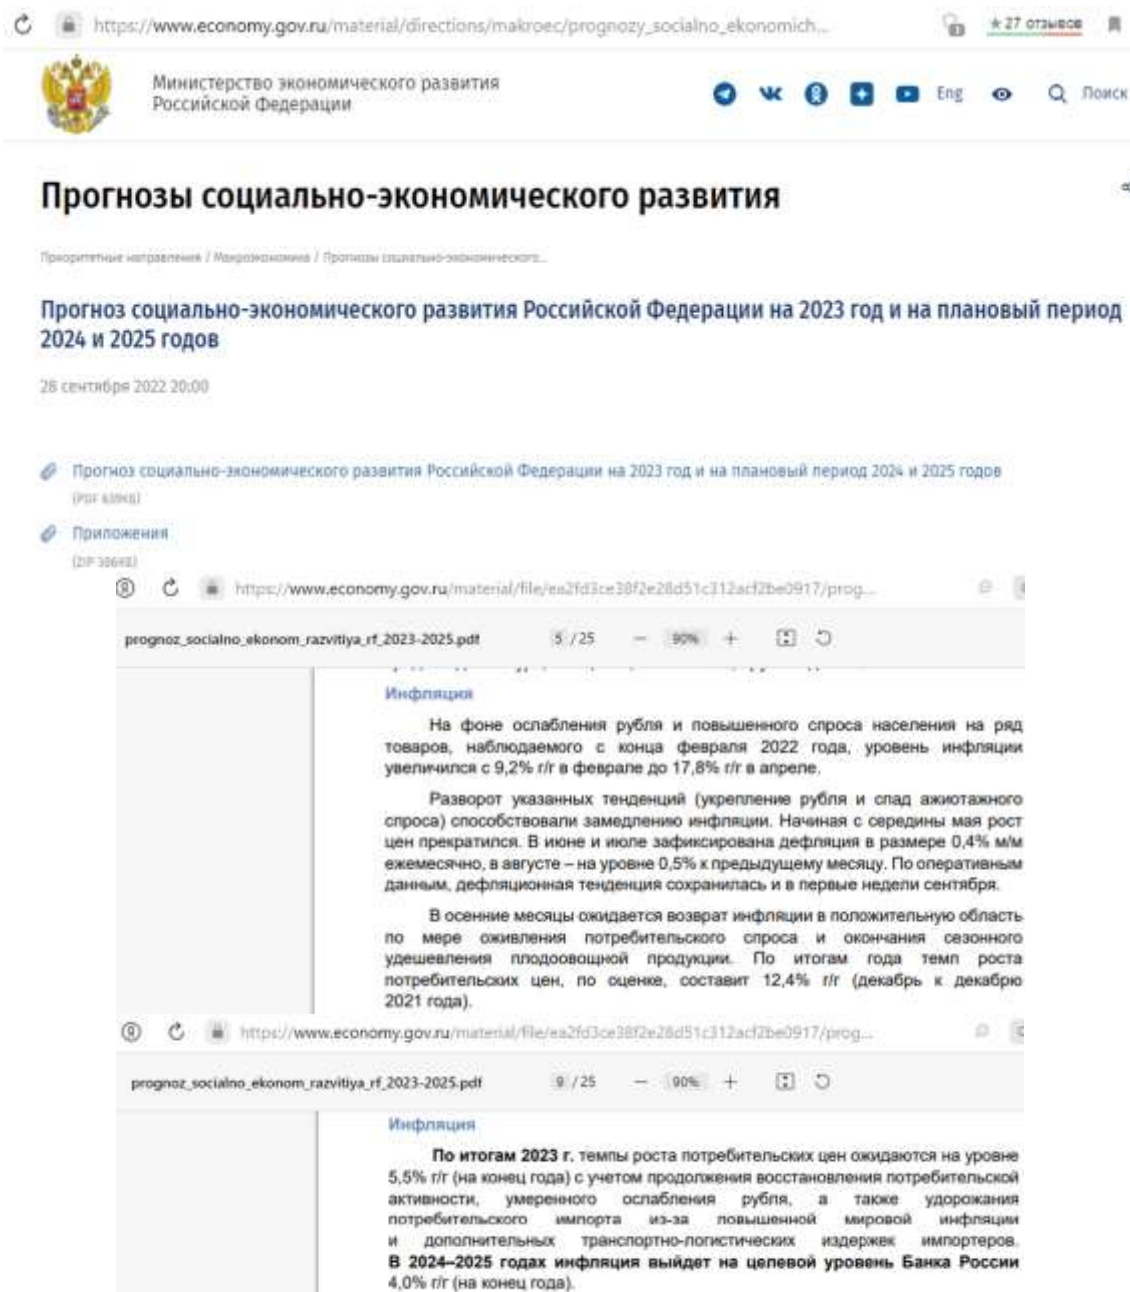 https://www.economy.gov.ru/material/directions/makroec/prognozy_socialno_ekonomich...
27 отзывов
Министерство экономического развития
Российской Федерации
Eng
Поиск
Прогнозы социально-экономического развития
Приоритетные направления / Макроэкономика / Прогнозы социально-экономического...
Прогноз социально-экономического развития Российской Федерации на 2023 год и на плановый период
2024 и 2025 годов
28 сентября 2022 20:00
Прогноз социально-экономического развития Российской Федерации на 2023 год и на плановый период 2024 и 2025 годов
Приложения
https://www.economy.gov.ru/material/file/ea2fd3ce38f2e28d51c312acf2be0917/prog...
prognoz_socialno_ekonom_razvitiya_rf_2023-2025.pdf 5 / 25 — 90% +
Инфляция
На фоне ослабления рубля и повышенного спроса населения на ряд
товаров, наблюдаемого с конца февраля 2022 года, уровень инфляции
увеличился с 9,2% г/г в феврале до 17,8% г/г в апреле.
Разворот указанных тенденций (укрепление рубля и спад ажиотажного
спроса) способствовали замедлению инфляции. Начиная с середины мая рост
цен прекратился. В июне и июле зафиксирована дефляция в размере 0,4% м/м
ежемесячно, в августе – на уровне 0,5% к предыдущему месяцу. По оперативным
данным, дефляционная тенденция сохранилась и в первые недели сентября.
В осенние месяцы ожидается возврат инфляции в положительную область
по мере оживления потребительского спроса и окончания сезонного
удешевления плодоовощной продукции. По итогам года темп роста
потребительских цен, по оценке, составит 12,4% г/г (декабрь к декабрю
2021 года).
https://www.economy.gov.ru/material/file/ea2fd3ce38f2e28d51c312acf2be0917/prog...
prognoz_socialno_ekonom_razvitiya_rf_2023-2025.pdf 9 / 25 — 90% +
Инфляция
По итогам 2023 г. темпы роста потребительских цен ожидаются на уровне
5,5% г/г (на конец года) с учетом продолжения восстановления потребительской
активности, умеренного ослабления рубля, а также удорожания
потребительского импорта из-за повышенной мировой инфляции
и дополнительных транспортно-логистических издержек импортеров.
В 2024–2025 годах инфляция выйдет на целевой уровень Банка России
4,0% г/г (на конец года).